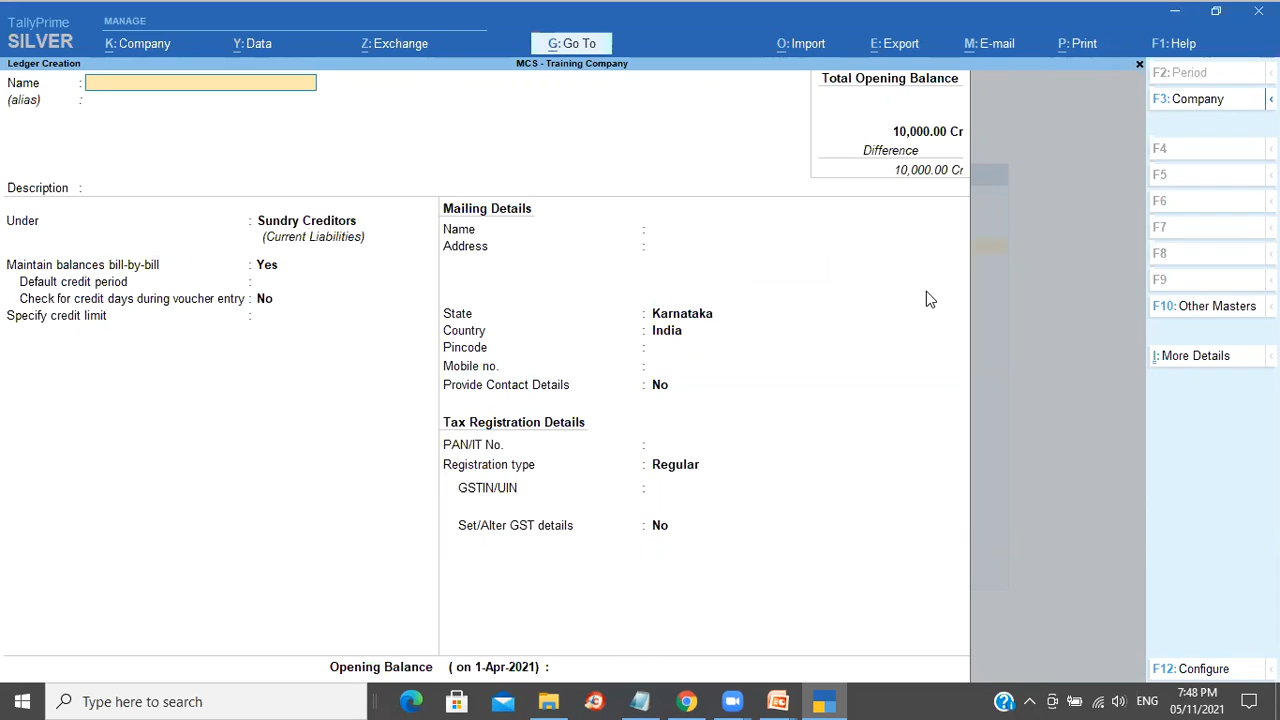 TallyPrime
MANAGE
SILVER
K: Company
Y: Data
Z: Exchange
G: Go To
O: Import
E: Export
M: E-mail
P: Print
F1: Help
Ledger Creation
MCS - Training Company
×
Name :
(alias) :
Total Opening Balance
10,000.00 Cr
Difference
10,000.00 Cr
Description :
Under : Sundry Creditors
(Current Liabilities)
Maintain balances bill-by-bill : Yes
Default credit period :
Check for credit days during voucher entry : No
Specify credit limit :
Mailing Details
Name :
Address :
State : Karnataka
Country : India
Pincode :
Mobile no. :
Provide Contact Details : No
Tax Registration Details
PAN/IT No. :
Registration type : Regular
GSTIN/UIN :
Set/Alter GST details : No
Opening Balance ( on 1-Apr-2021) :
F2: Period
F3: Company
F4
F5
F6
F7
F8
F9
F10: Other Masters
I: More Details
F12: Configure
Type here to search
ENG
7:48 PM
05/11/2021